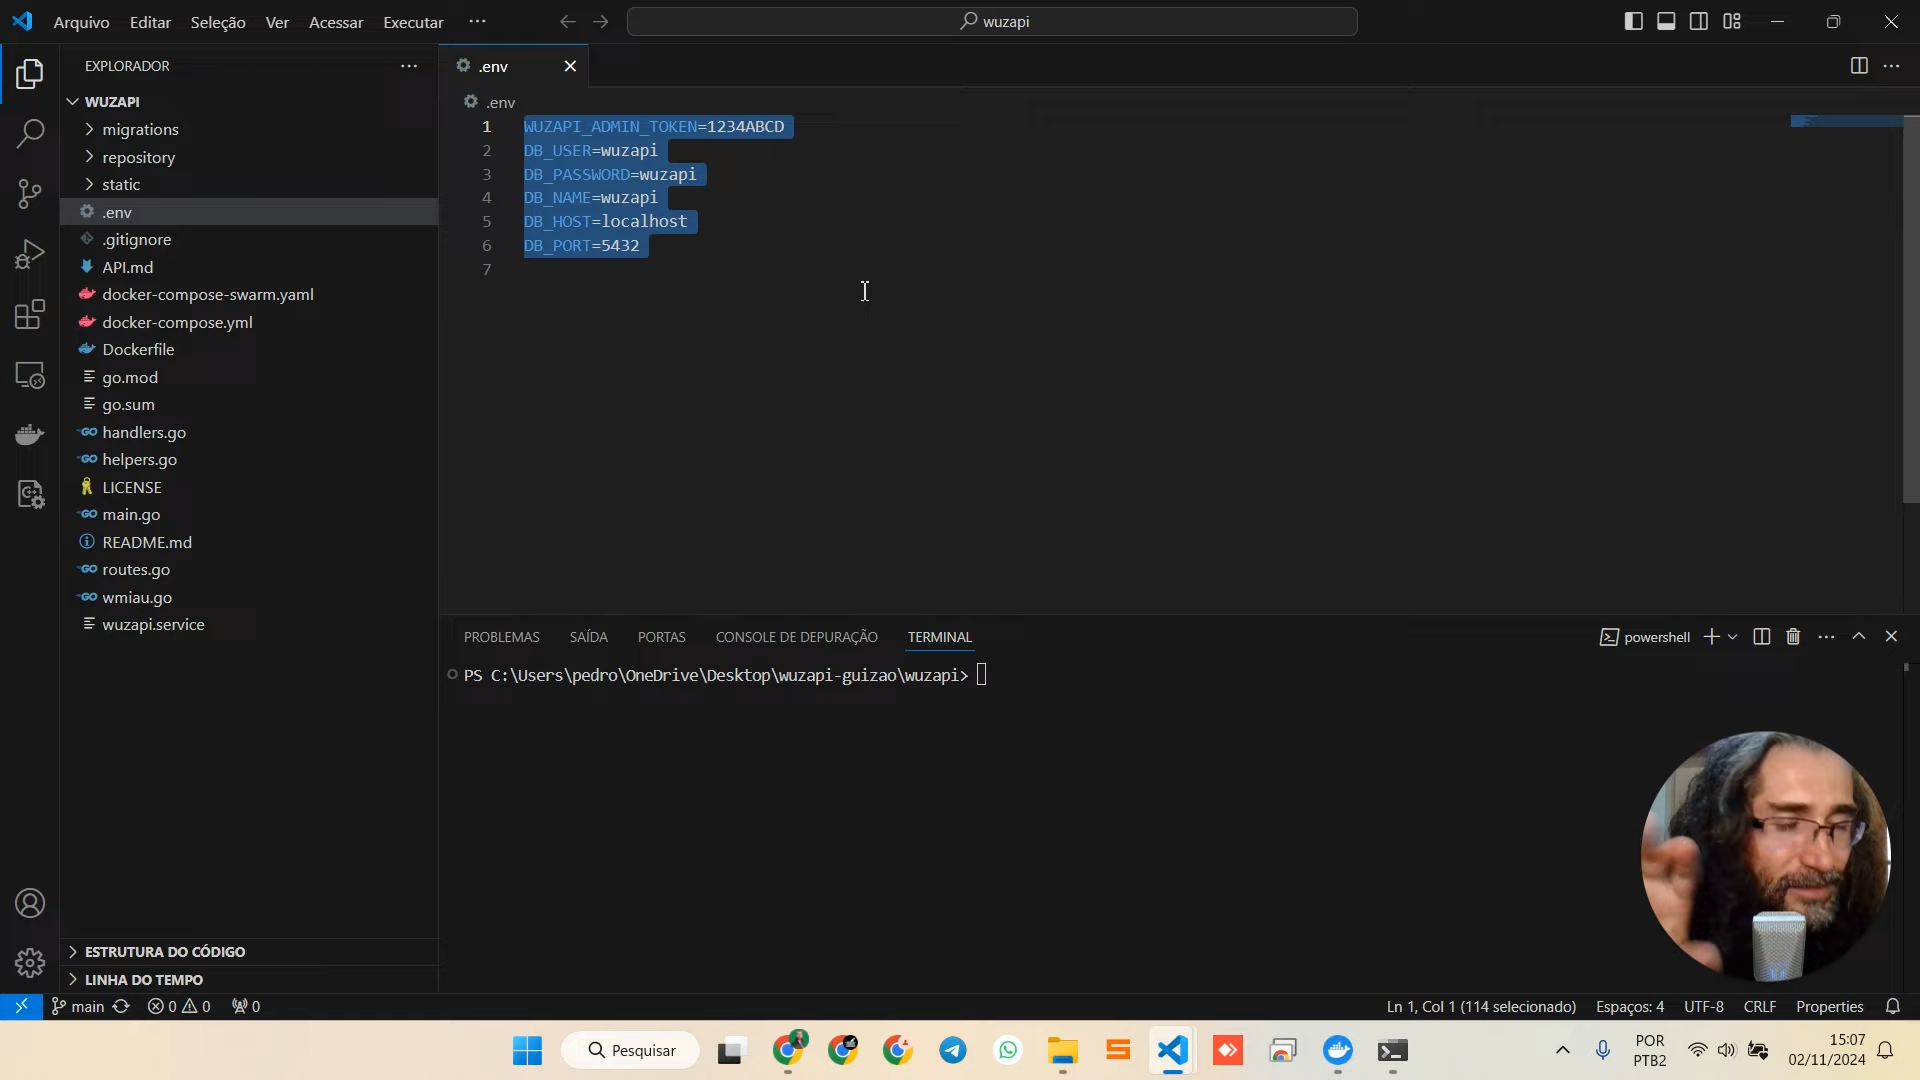 Arquivo Editar Seleção Ver Acessar Executar ···
wuzapi
EXPLORADOR
WUZAPI
migrations
repository
static
.env
.gitignore
API.md
docker-compose-swarm.yaml
docker-compose.yml
Dockerfile
go.mod
go.sum
handlers.go
helpers.go
LICENSE
main.go
README.md
routes.go
wmiau.go
wuzapi.service
ESTRUTURA DO CÓDIGO
LINHA DO TEMPO
.env
.env
1 WUZAPI_ADMIN_TOKEN=1234ABCD
2 DB_USER=wuzapi
3 DB_PASSWORD=wuzapi
4 DB_NAME=wuzapi
5 DB_HOST=localhost
6 DB_PORT=5432
7
PROBLEMAS SAÍDA PORTAS CONSOLE DE DEPURAÇÃO TERMINAL
powershell
PS C:\Users\pedro\OneDrive\Desktop\wuzapi-guizao\wuzapi>
main 0 0 0
Ln 1, Col 1 (114 selecionado) Espaços: 4 UTF-8 CRLF Properties
Pesquisar
POR
PTB2
15:07
02/11/2024